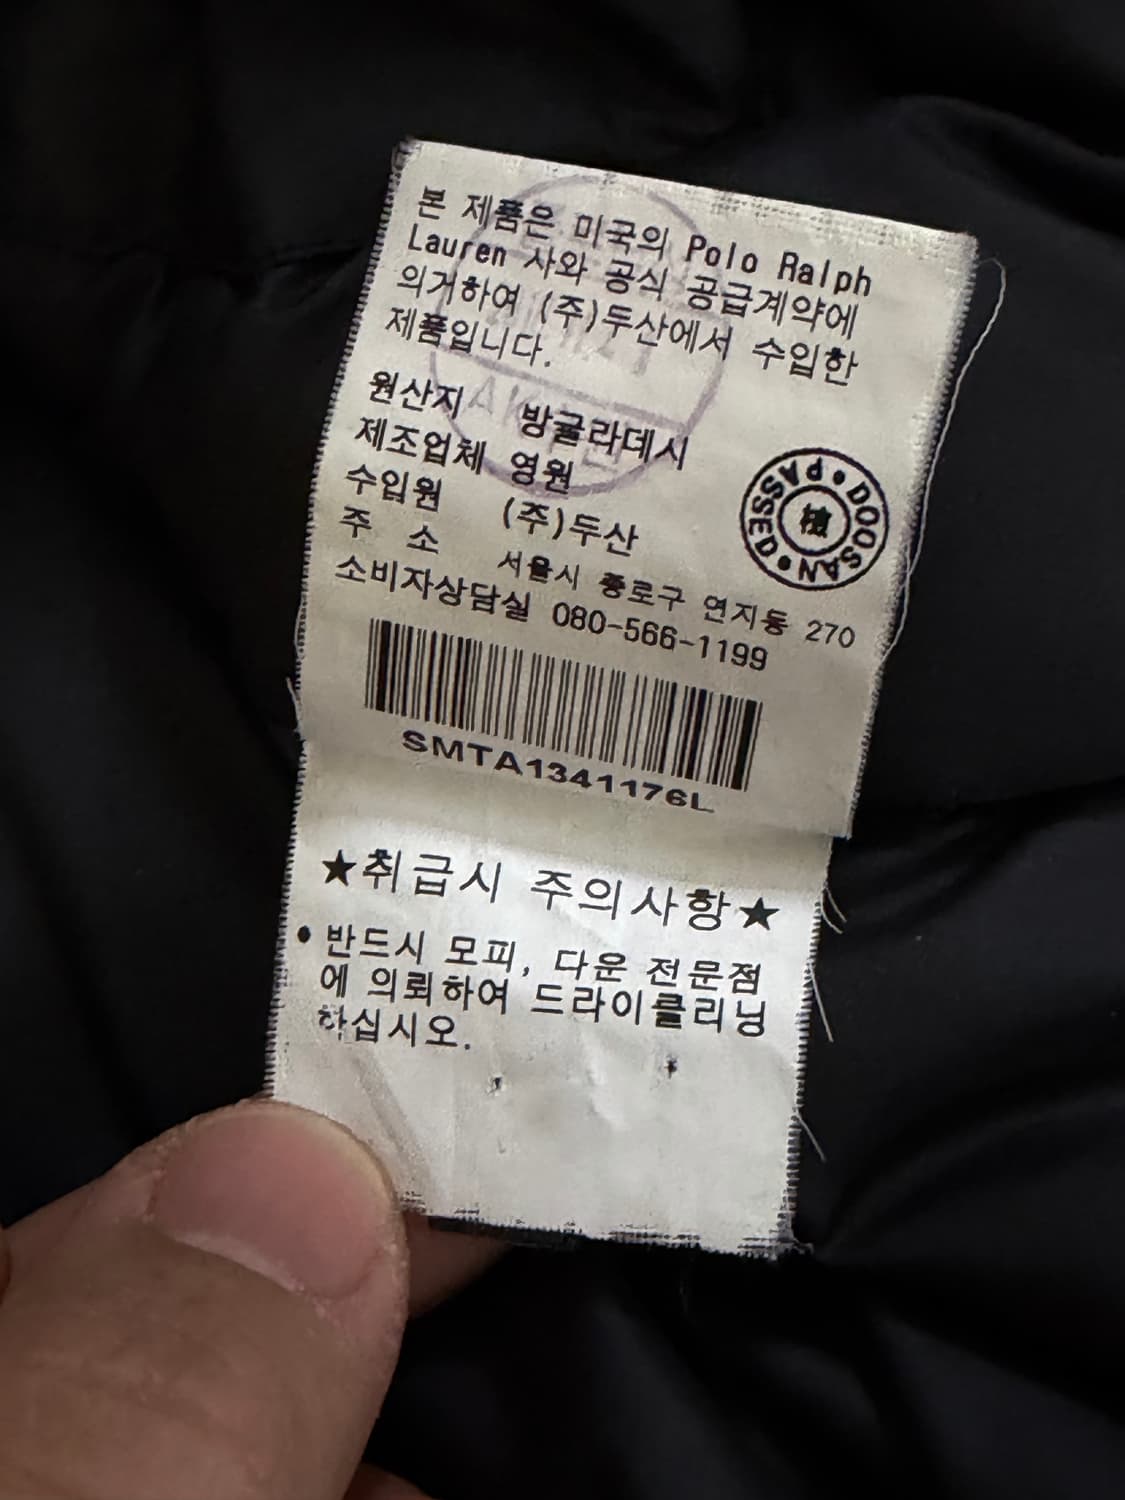 본 제품은 미국의 Polo Ralph
Lauren 사와 공식 공급계약에
의거하여 (주)두산에서 수입한
제품입니다.
원산지 방귤라데시
제조업체 영원
수입원 (주)두산
주 소 서울시 종로구 연지동 270
소비자상담실 080-566-1199
DOOSAN • PASSED •
檢
SMTA1341176L
★취급시 주의사항★
• 반드시 모피, 다운 전문점
에 의뢰하여 드라이클리닝
하십시오.